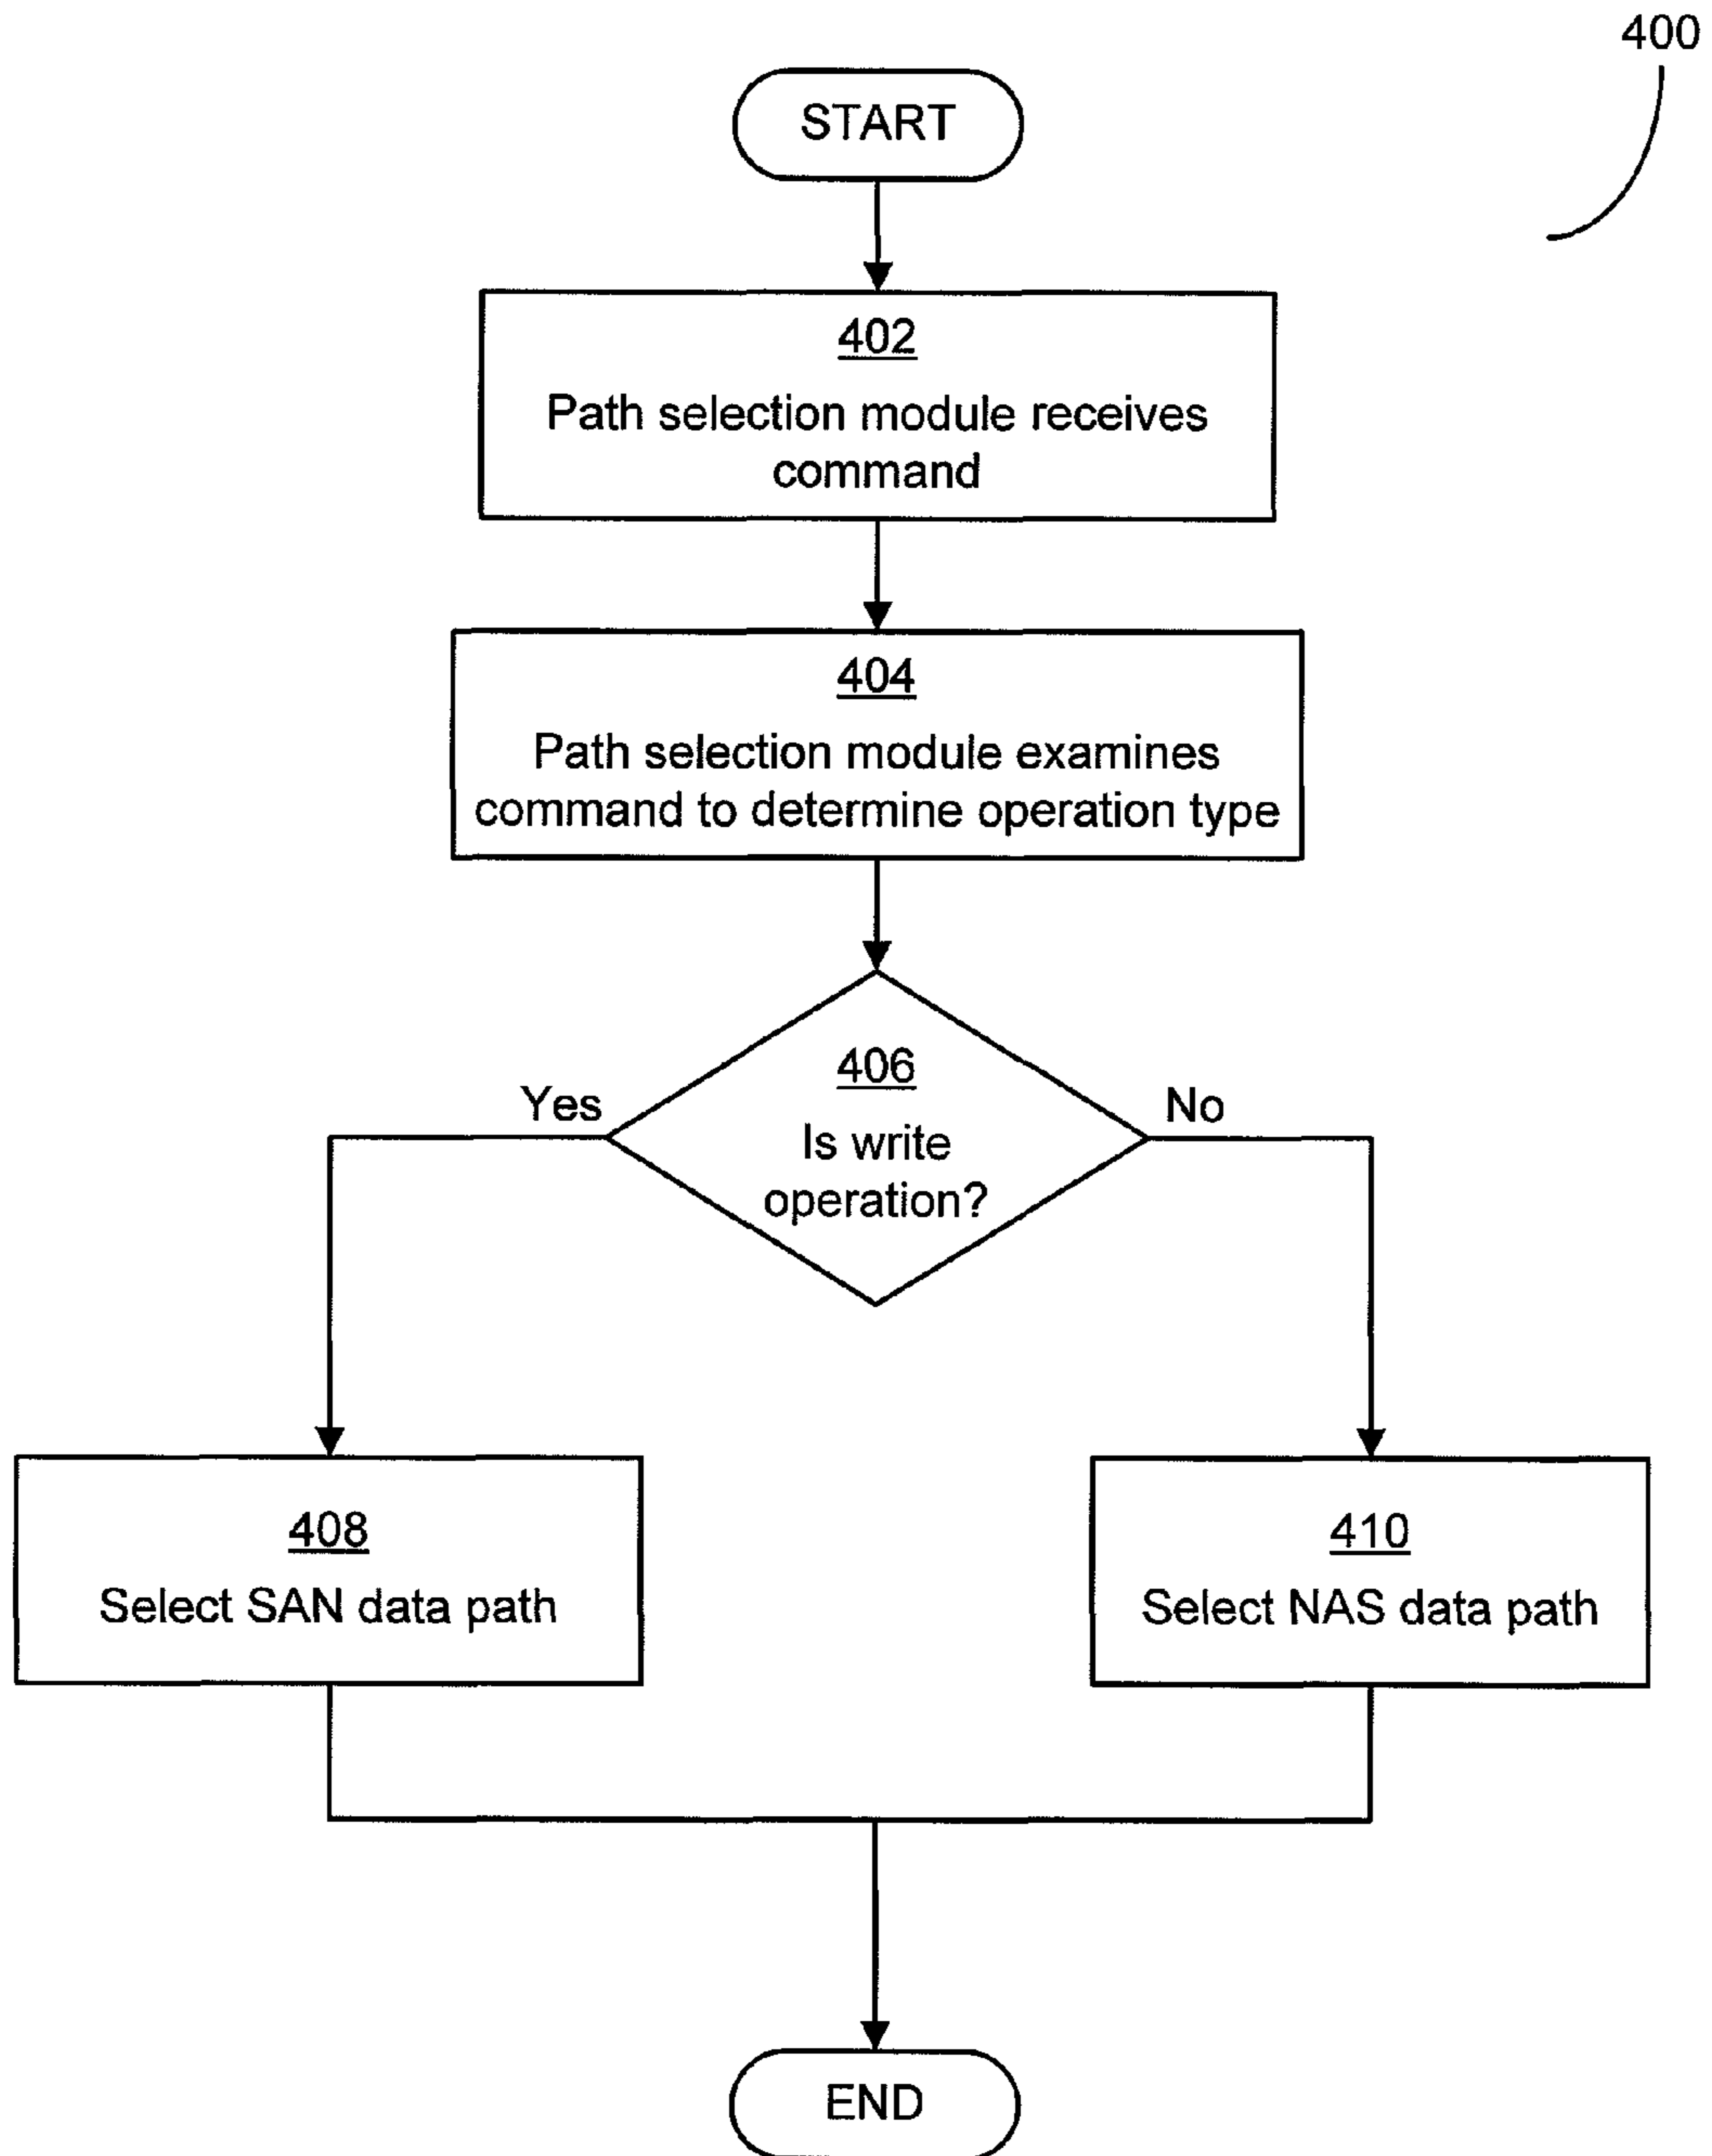 400
START
402
Path selection module receives
command
404
Path selection module examines
command to determine operation type
406
Is write
operation?
Yes
No
408
Select SAN data path
410
Select NAS data path
END